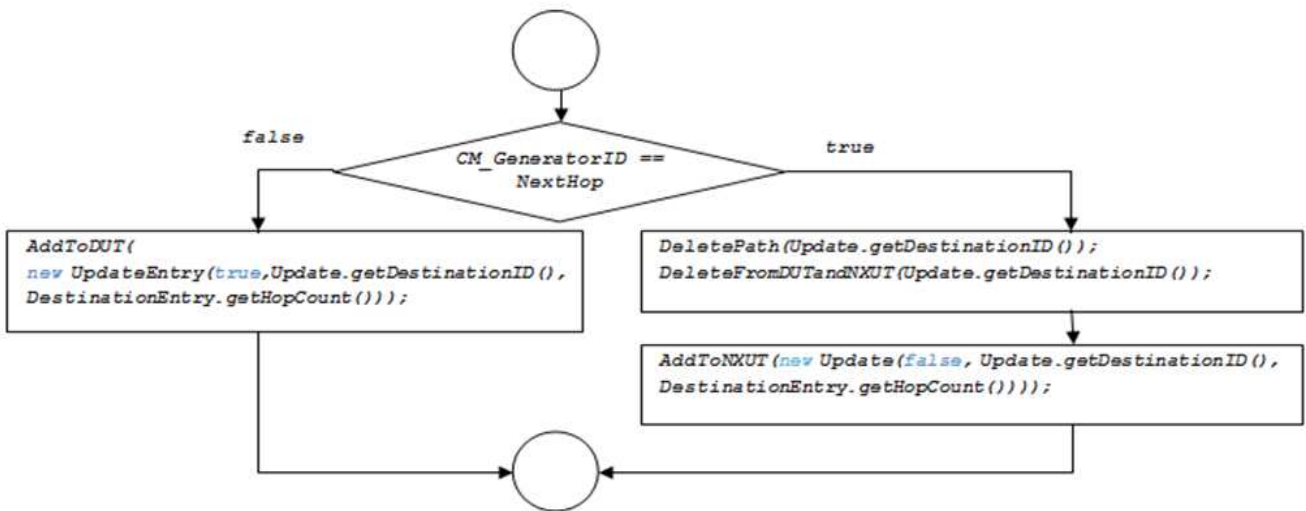 false
true
CM_GeneratorID ==
NextHop
AddToDUT(
new UpdateEntry(true,Update.getDestinationID(),
DestinationEntry.getHopCount()));
DeletePath(Update.getDestinationID());
DeleteFromDUTandNXUT(Update.getDestinationID());
AddToNXUT(new Update(false, Update.getDestinationID(),
DestinationEntry.getHopCount())));